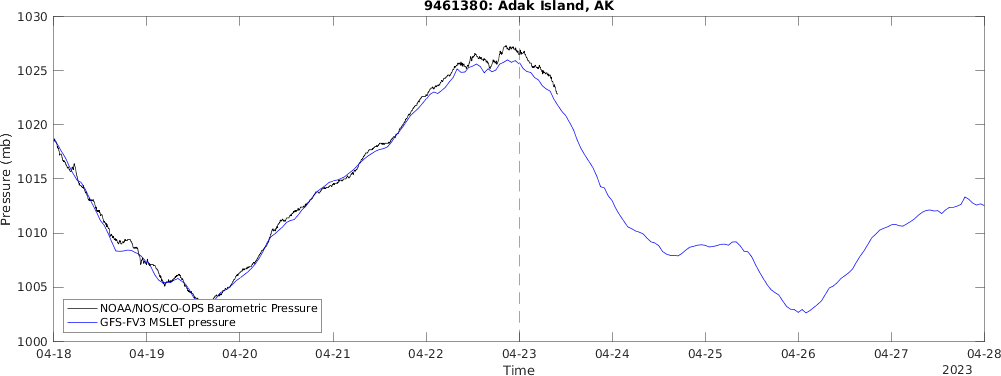 9461380: Adak Island, AK
Pressure (mb)
1030
1025
1020
1015
1010
1005
1000
NOAA/NOS/CO-OPS Barometric Pressure
GFS-FV3 MSLET pressure
04-18 04-19 04-20 04-21 04-22 04-23 04-24 04-25 04-26 04-27 04-28
Time
2023